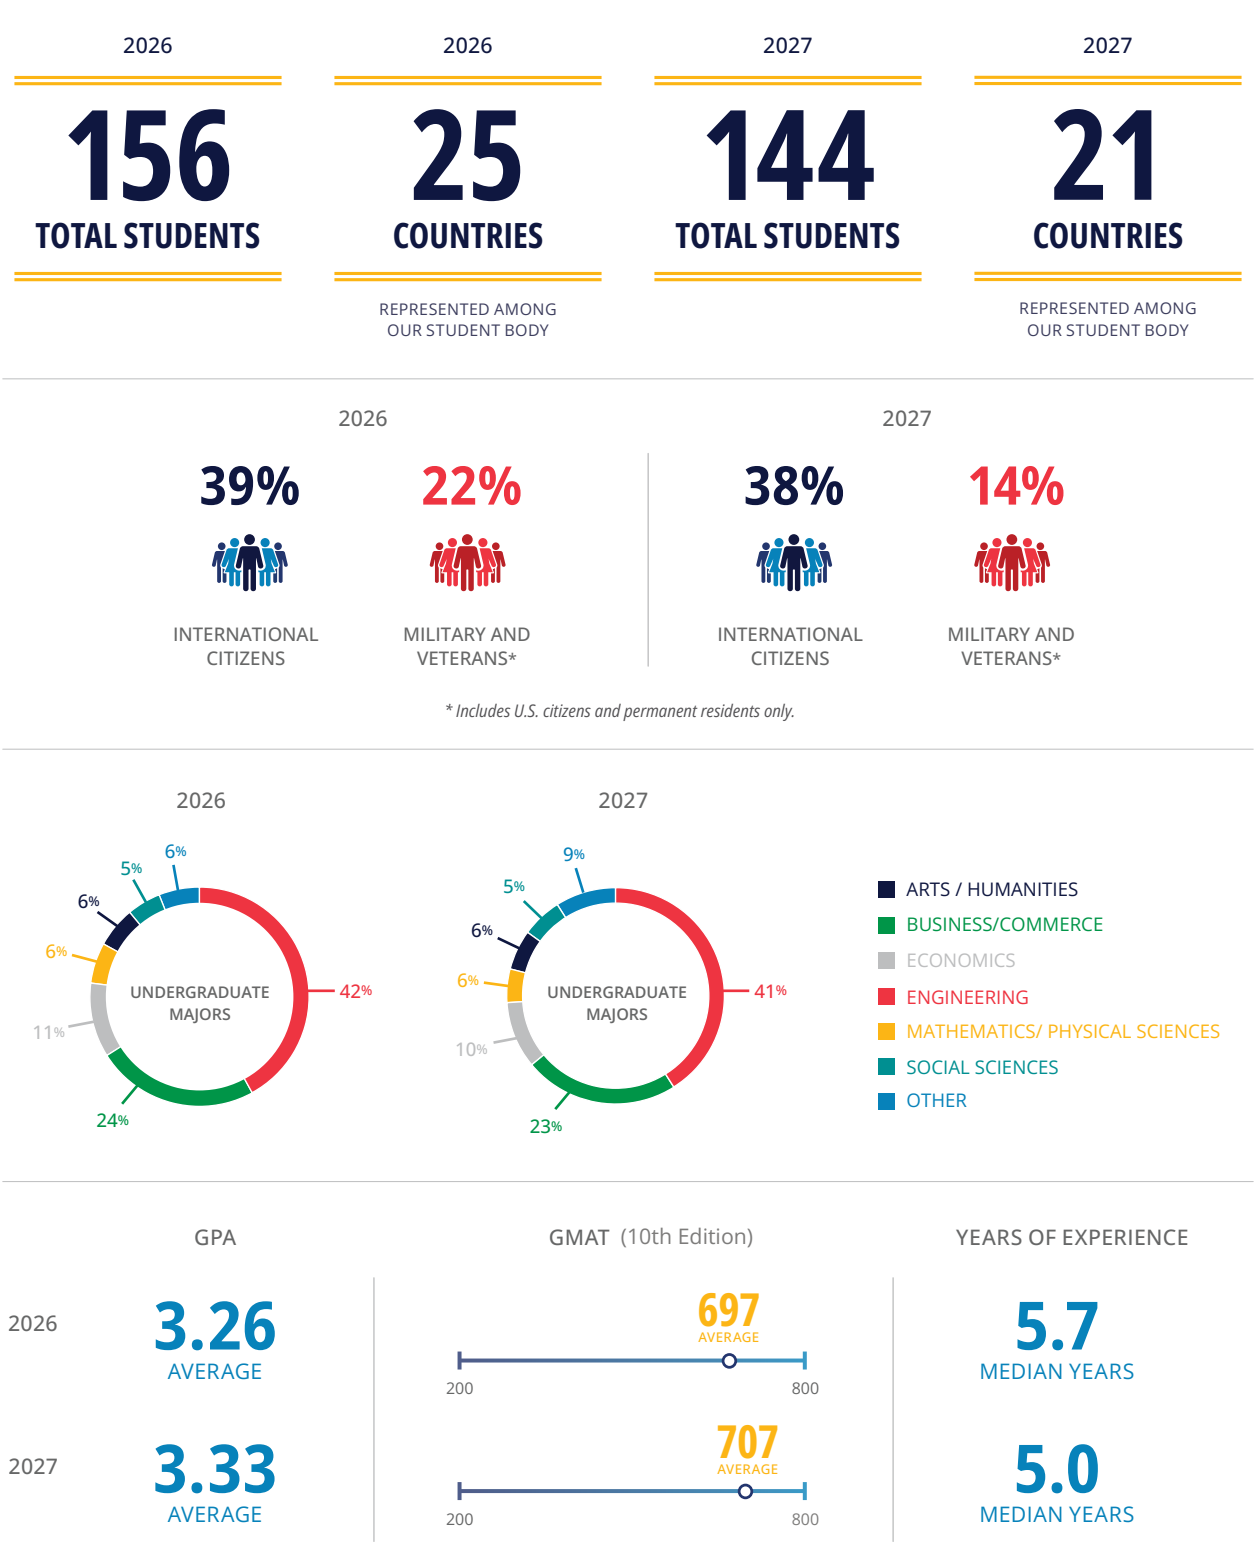 2026
156
TOTAL STUDENTS
2026
25
COUNTRIES
REPRESENTED AMONG
OUR STUDENT BODY
2027
144
TOTAL STUDENTS
2027
21
COUNTRIES
REPRESENTED AMONG
OUR STUDENT BODY
2026
39%
INTERNATIONAL
CITIZENS
22%
MILITARY AND
VETERANS*
2027
38%
INTERNATIONAL
CITIZENS
14%
MILITARY AND
VETERANS*
* Includes U.S. citizens and permanent residents only.
2026
6%
5%
6%
6%
11%
24%
42%
UNDERGRADUATE
MAJORS
2027
9%
5%
6%
6%
10%
23%
41%
UNDERGRADUATE
MAJORS
ARTS / HUMANITIES
BUSINESS/COMMERCE
ECONOMICS
ENGINEERING
MATHEMATICS/ PHYSICAL SCIENCES
SOCIAL SCIENCES
OTHER
GPA
GMAT (10th Edition)
YEARS OF EXPERIENCE
2026
3.26
AVERAGE
697
AVERAGE
200
800
5.7
MEDIAN YEARS
2027
3.33
AVERAGE
707
AVERAGE
200
800
5.0
MEDIAN YEARS